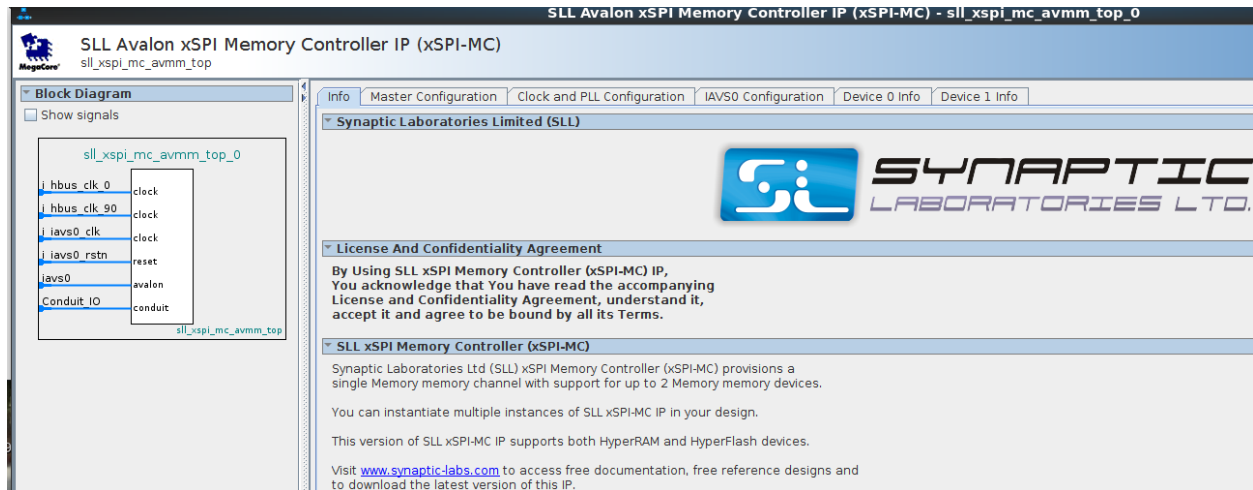 SLL Avalon xSPI Memory Controller IP (xSPI-MC) - sll_xspi_mc_avmm_top_0
MegaCore®
SLL Avalon xSPI Memory Controller IP (xSPI-MC)
sll_xspi_mc_avmm_top
Block Diagram
Show signals
sll_xspi_mc_avmm_top_0
i_hbus_clk_0
clock
i_hbus_clk_90
clock
i_iavs0_clk
clock
i_iavs0_rstn
reset
iavs0
avalon
Conduit_IO
conduit
sll_xspi_mc_avmm_top
Info Master Configuration Clock and PLL Configuration IAVS0 Configuration Device 0 Info Device 1 Info
Synaptic Laboratories Limited (SLL)
SYNAPTIC
LABORATORIES LTD.
License And Confidentiality Agreement
By Using SLL xSPI Memory Controller (xSPI-MC) IP,
You acknowledge that You have read the accompanying
License and Confidentiality Agreement, understand it,
accept it and agree to be bound by all its Terms.
SLL xSPI Memory Controller (xSPI-MC)
Synaptic Laboratories Ltd (SLL) xSPI Memory Controller (xSPI-MC) provisions a
single Memory memory channel with support for up to 2 Memory memory devices.
You can instantiate multiple instances of SLL xSPI-MC IP in your design.
This version of SLL xSPI-MC IP supports both HyperRAM and HyperFlash devices.
Visit www.synaptic-labs.com to access free documentation, free reference designs and
to download the latest version of this IP.